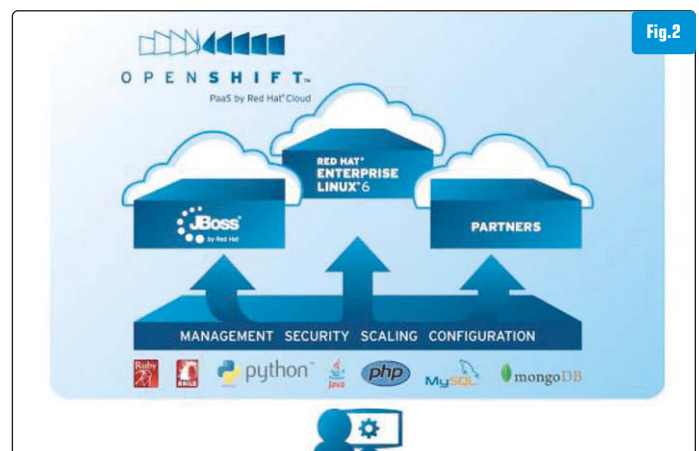 Fig.2
OPENSHIFT™
PaaS by Red Hat® Cloud
RED HAT®
ENTERPRISE
LINUX® 6
JBoss®
by Red Hat
PARTNERS
MANAGEMENT SECURITY SCALING CONFIGURATION
Ruby
RAILS
python™
Java
php
MySQL
mongoDB